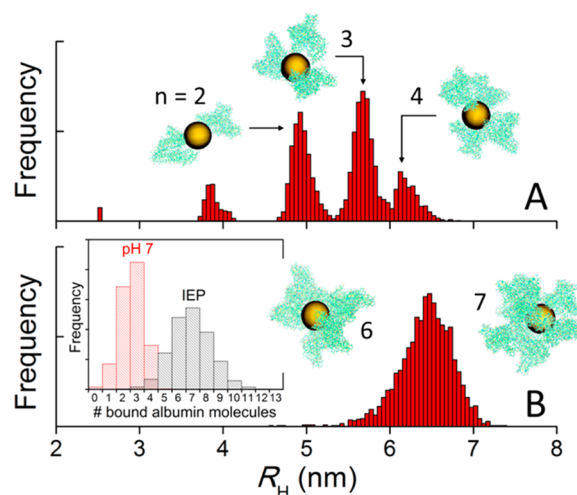 3
4
n = 2
Frequency
A
pH 7
IEP
Frequency
0 1 2 3 4 5 6 7 8 9 10 11 12 13
# bound albumin molecules
6
7
Frequency
B
2 3 4 5 6 7 8
R_H (nm)